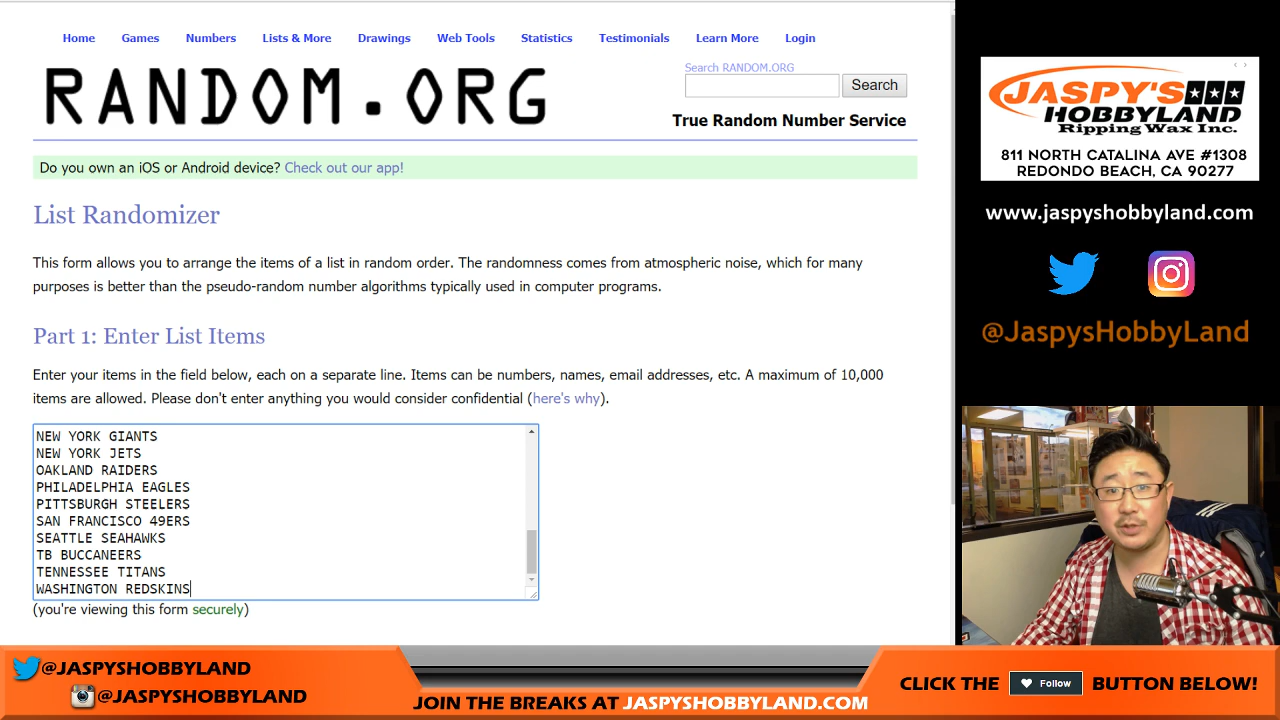 Home Games Numbers Lists & More Drawings Web Tools Statistics Testimonials Learn More Login
RANDOM.ORG
Search RANDOM.ORG
Search
True Random Number Service
Do you own an iOS or Android device? Check out our app!
List Randomizer
This form allows you to arrange the items of a list in random order. The randomness comes from atmospheric noise, which for many
purposes is better than the pseudo-random number algorithms typically used in computer programs.
Part 1: Enter List Items
Enter your items in the field below, each on a separate line. Items can be numbers, names, email addresses, etc. A maximum of 10,000
items are allowed. Please don't enter anything you would consider confidential (here's why).
NEW YORK GIANTS
NEW YORK JETS
OAKLAND RAIDERS
PHILADELPHIA EAGLES
PITTSBURGH STEELERS
SAN FRANCISCO 49ERS
SEATTLE SEAHAWKS
TB BUCCANEERS
TENNESSEE TITANS
WASHINGTON REDSKINS
(you're viewing this form securely)
JASPY'S
HOBBYLAND
Ripping Wax Inc.
811 NORTH CATALINA AVE #1308
REDONDO BEACH, CA 90277
www.jaspyshobbyland.com
@JaspysHobbyLand
@JASPYSHOBBYLAND
@JASPYSHOBBYLAND
JOIN THE BREAKS AT JASPYSHOBBYLAND.COM
CLICK THE Follow BUTTON BELOW!